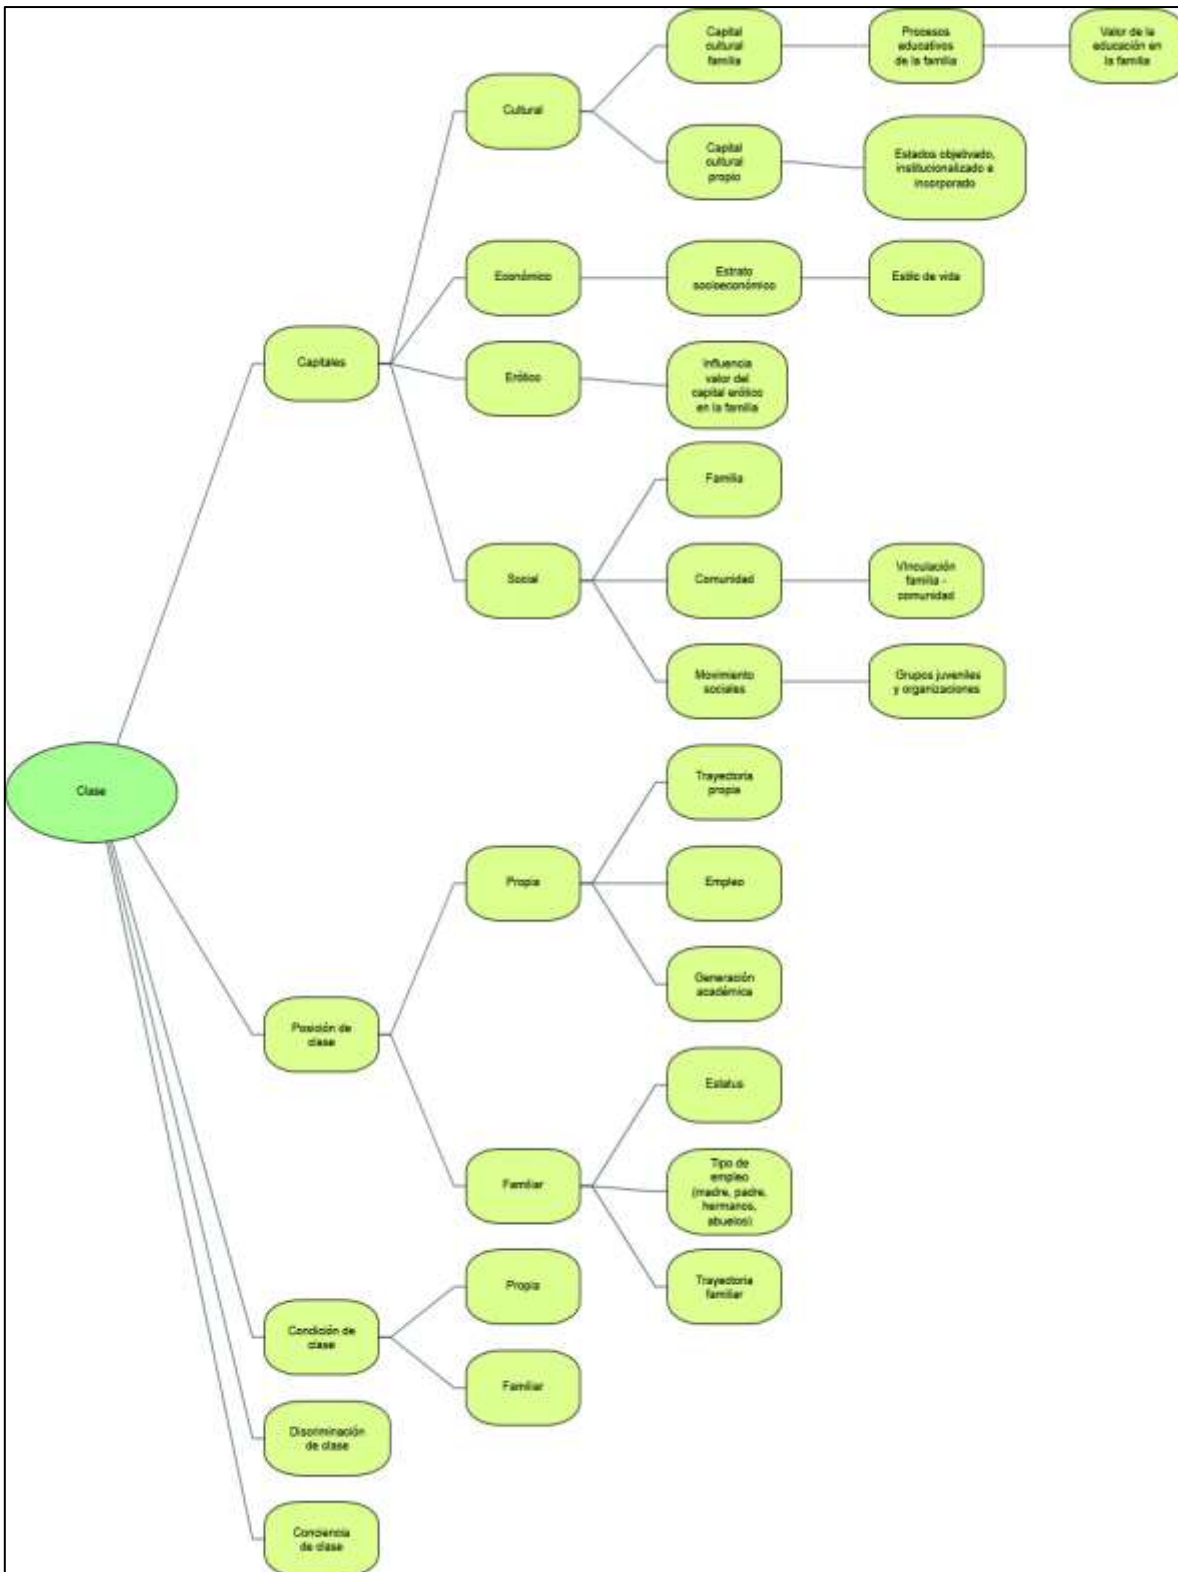 Capital
cultural
familia
Procesos
educativos
de la familia
Valor de la
educación en
la familia
Cultural
Capital
cultural
propio
Estados objetivado,
institucionalizado e
incorporado
Económico
Estrato
socioeconómico
Estilo de vida
Capitales
Erótico
Influencia
valor del
capital erótico
en la familia
Familia
Social
Comunidad
Vinculación
familia -
comunidad
Movimiento
sociales
Grupos juveniles
y organizaciones
Clase
Trayectoria
propia
Propia
Empleo
Generación
académica
Posición de
clase
Estatus
Familiar
Tipo de
empleo
(madre, padre,
hermanos,
abuelos)
Trayectoria
familiar
Condición de
clase
Propia
Familiar
Discriminación
de clase
Conciencia
de clase